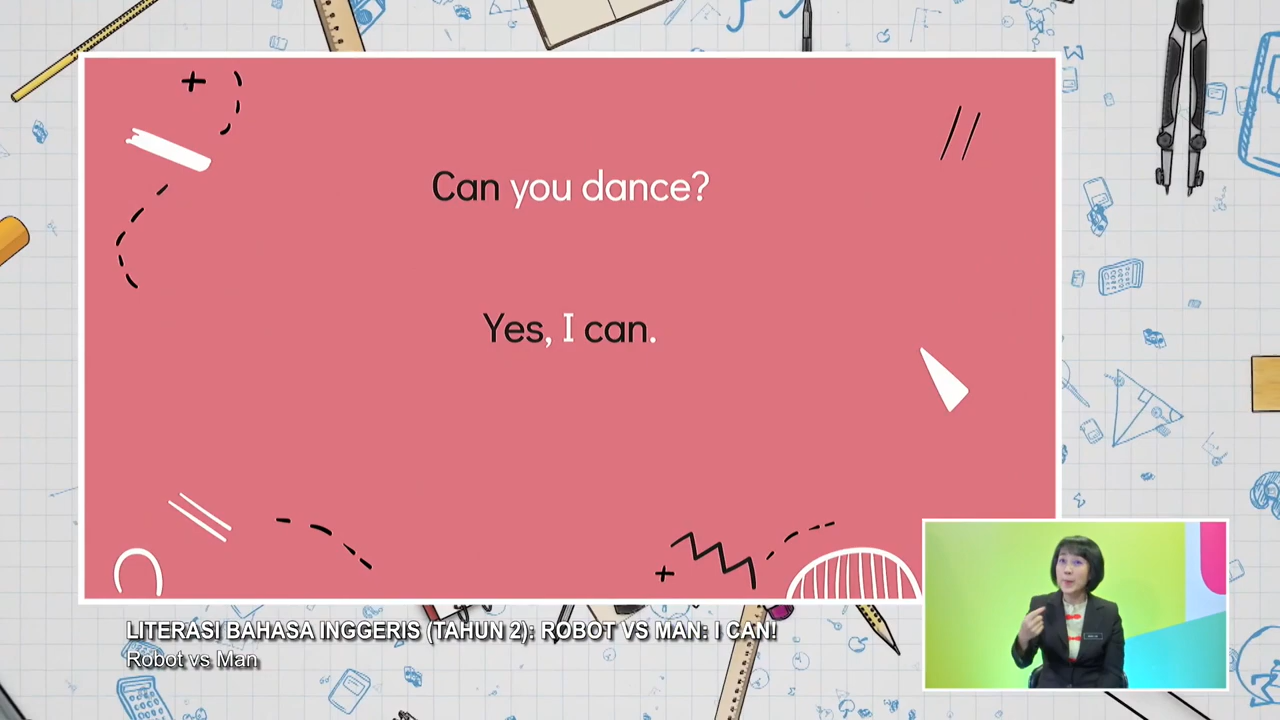 Can you dance?
Yes, I can.
LITERASI BAHASA INGGERIS (TAHUN 2): ROBOT VS MAN: I CAN!
Robot vs Man